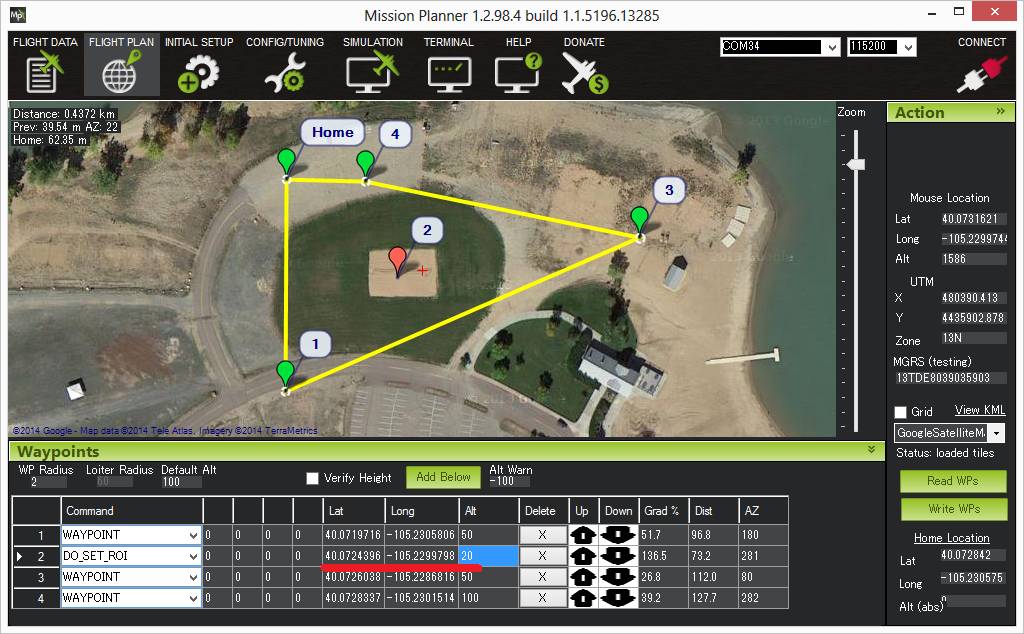 Mission Planner 1.2.98.4 build 1.1.5196.13285
FLIGHT DATA FLIGHT PLAN INITIAL SETUP CONFIG/TUNING SIMULATION TERMINAL HELP DONATE COM34 115200 CONNECT
Distance: 0.4372 km
Prev: 39.54 m AZ: 22
Home: 62.35 m
Home
4
3
2
1
©2014 Google - Map data ©2014 Tele Atlas, Imagery ©2014 TerraMetrics
Zoom
Action
Mouse Location
Lat 40.0731621
Long -105.2299744
Alt 1586
UTM
X 480390.413
Y 4435902.878
Zone 13N
MGRS (testing)
13TDE8039035903
Grid View KML
GoogleSatelliteM
Status: loaded tiles
Read WPs
Write WPs
Home Location
Lat 40.072842
Long -105.230575
Alt (abs) 0
Waypoints
WP Radius Loiter Radius Default Alt
2 60 100
Verify Height Add Below Alt Warn
-100
Command Lat Long Alt Delete Up Down Grad % Dist AZ
1 WAYPOINT 0 0 0 0 40.0719716 -105.2305806 50 X 51.7 96.8 180
2 DO_SET_ROI 0 0 0 0 40.0724396 -105.2299798 20 X 136.5 73.2 281
3 WAYPOINT 0 0 0 0 40.0726038 -105.2286816 50 X 26.8 112.0 80
4 WAYPOINT 0 0 0 0 40.0728337 -105.2301514 100 X 39.2 127.7 282